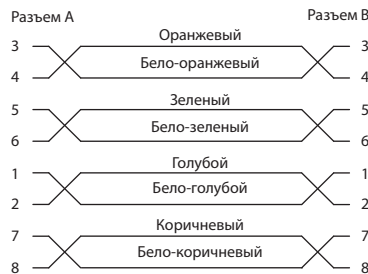 Разъем А Разъем В
Оранжевый
3 3
Бело-оранжевый
4 4
Зеленый
5 5
Бело-зеленый
6 6
Голубой
1 1
Бело-голубой
2 2
Коричневый
7 7
Бело-коричневый
8 8